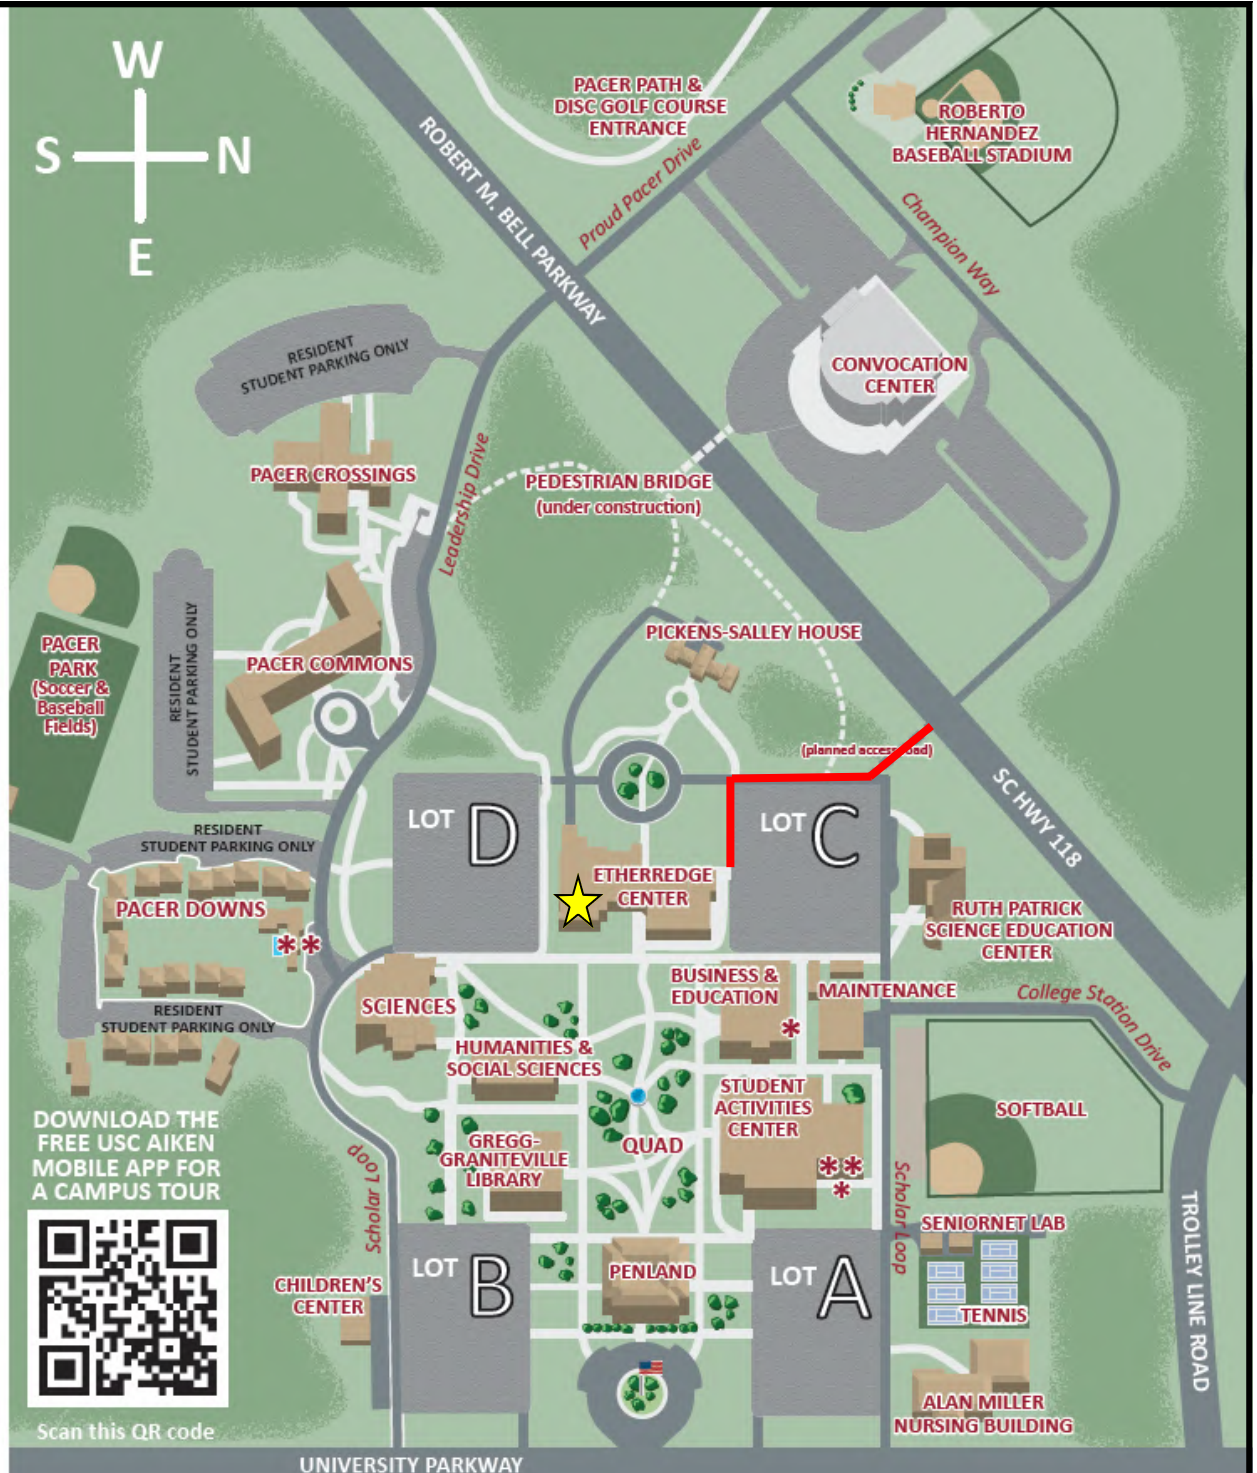 W
S
N
E
PACER PATH &
DISC GOLF COURSE
ENTRANCE
ROBERTO
HERNANDEZ
BASEBALL STADIUM
ROBERT M. BELL PARKWAY
Proud Pacer Drive
Champion Way
RESIDENT
STUDENT PARKING ONLY
CONVOCATION
CENTER
PACER CROSSINGS
Leadership Drive
PEDESTRIAN BRIDGE
(under construction)
PACER
PARK
(Soccer &
Baseball
Fields)
RESIDENT
STUDENT PARKING ONLY
PACER COMMONS
PICKENS-SALLEY HOUSE
(planned access road)
SC HWY 118
LOT D
LOT C
RESIDENT
STUDENT PARKING ONLY
ETHERREDGE
CENTER
PACER DOWNS
**
RUTH PATRICK
SCIENCE EDUCATION
CENTER
RESIDENT
STUDENT PARKING ONLY
SCIENCES
BUSINESS &
EDUCATION
*
MAINTENANCE
College Station Drive
HUMANITIES &
SOCIAL SCIENCES
STUDENT
ACTIVITIES
CENTER
**
*
SOFTBALL
DOWNLOAD THE
FREE USC AIKEN
MOBILE APP FOR
A CAMPUS TOUR
Scan this QR code
Scholar Loop
GREGG-
GRANITEVILLE
LIBRARY
QUAD
Scholar Loop
SENIORNET LAB
TROLLEY LINE ROAD
CHILDREN'S
CENTER
LOT B
PENLAND
LOT A
TENNIS
ALAN MILLER
NURSING BUILDING
UNIVERSITY PARKWAY